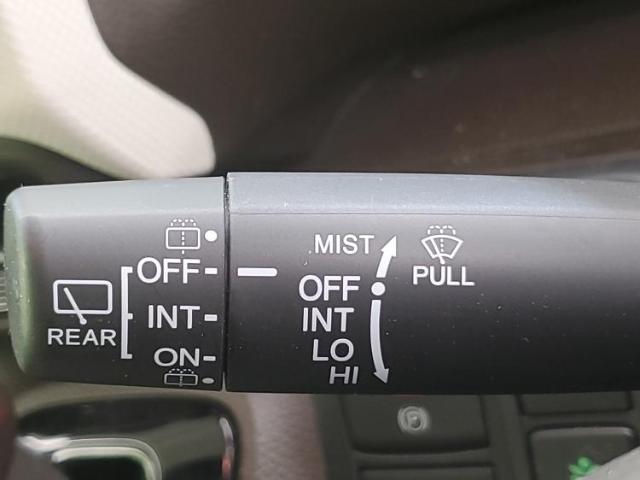 REAR
OFF
INT
ON
MIST
OFF
INT
LO
HI
PULL